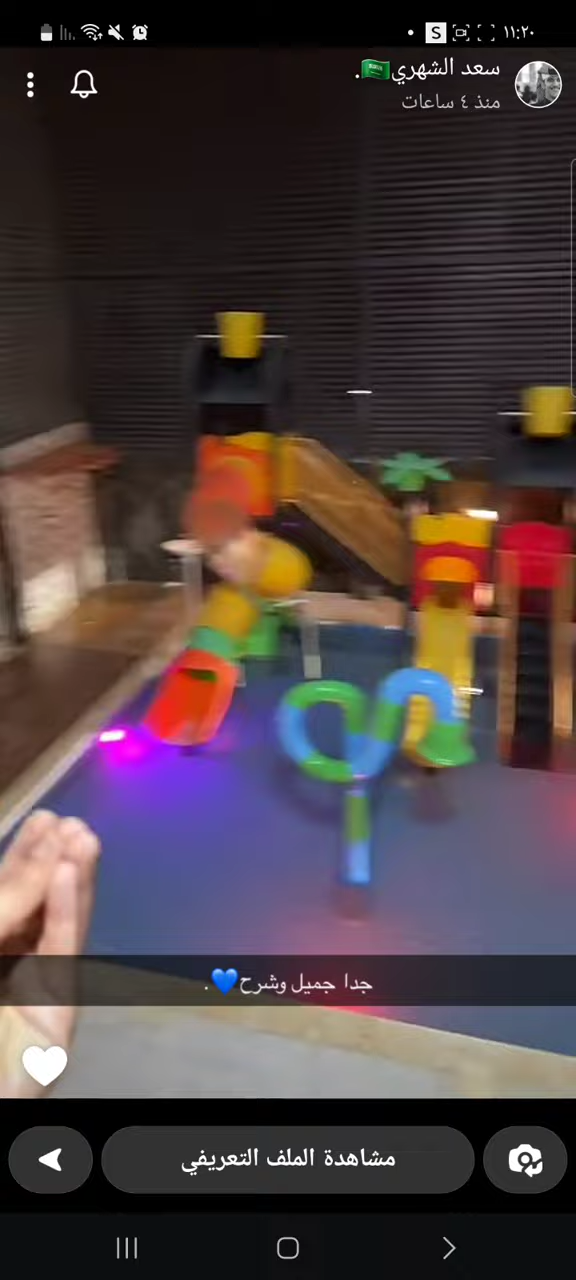 ١١:٢٠
S
سعد الشهري🇸🇦.
منذ ٤ ساعات
جدا جميل وشرح💙.
مشاهدة الملف التعريفي